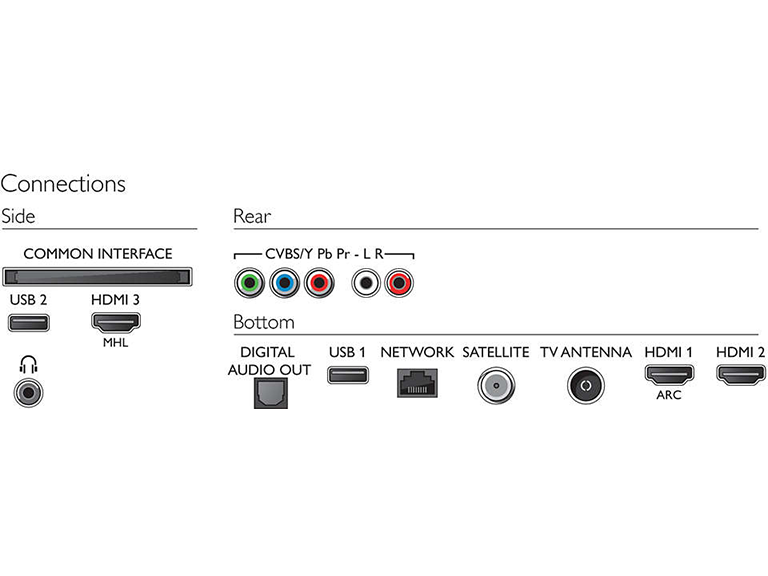 Connections
Side
COMMON INTERFACE
USB 2 HDMI 3
MHL
Rear
CVBS/Y Pb Pr - L R
Bottom
DIGITAL AUDIO OUT
USB 1 NETWORK SATELLITE TV ANTENNA HDMI 1 HDMI 2
ARC